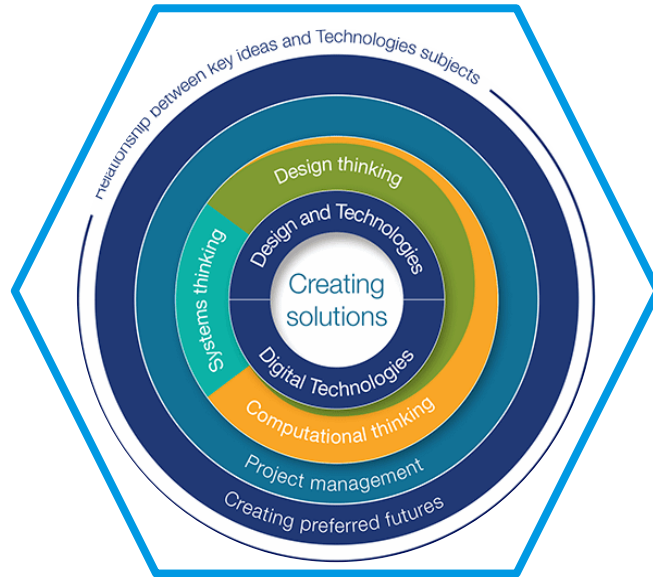 Relationship between key ideas and Technologies subjects
Design thinking
Design and Technologies
Systems thinking
Creating
solutions
Digital Technologies
Computational thinking
Project management
Creating preferred futures